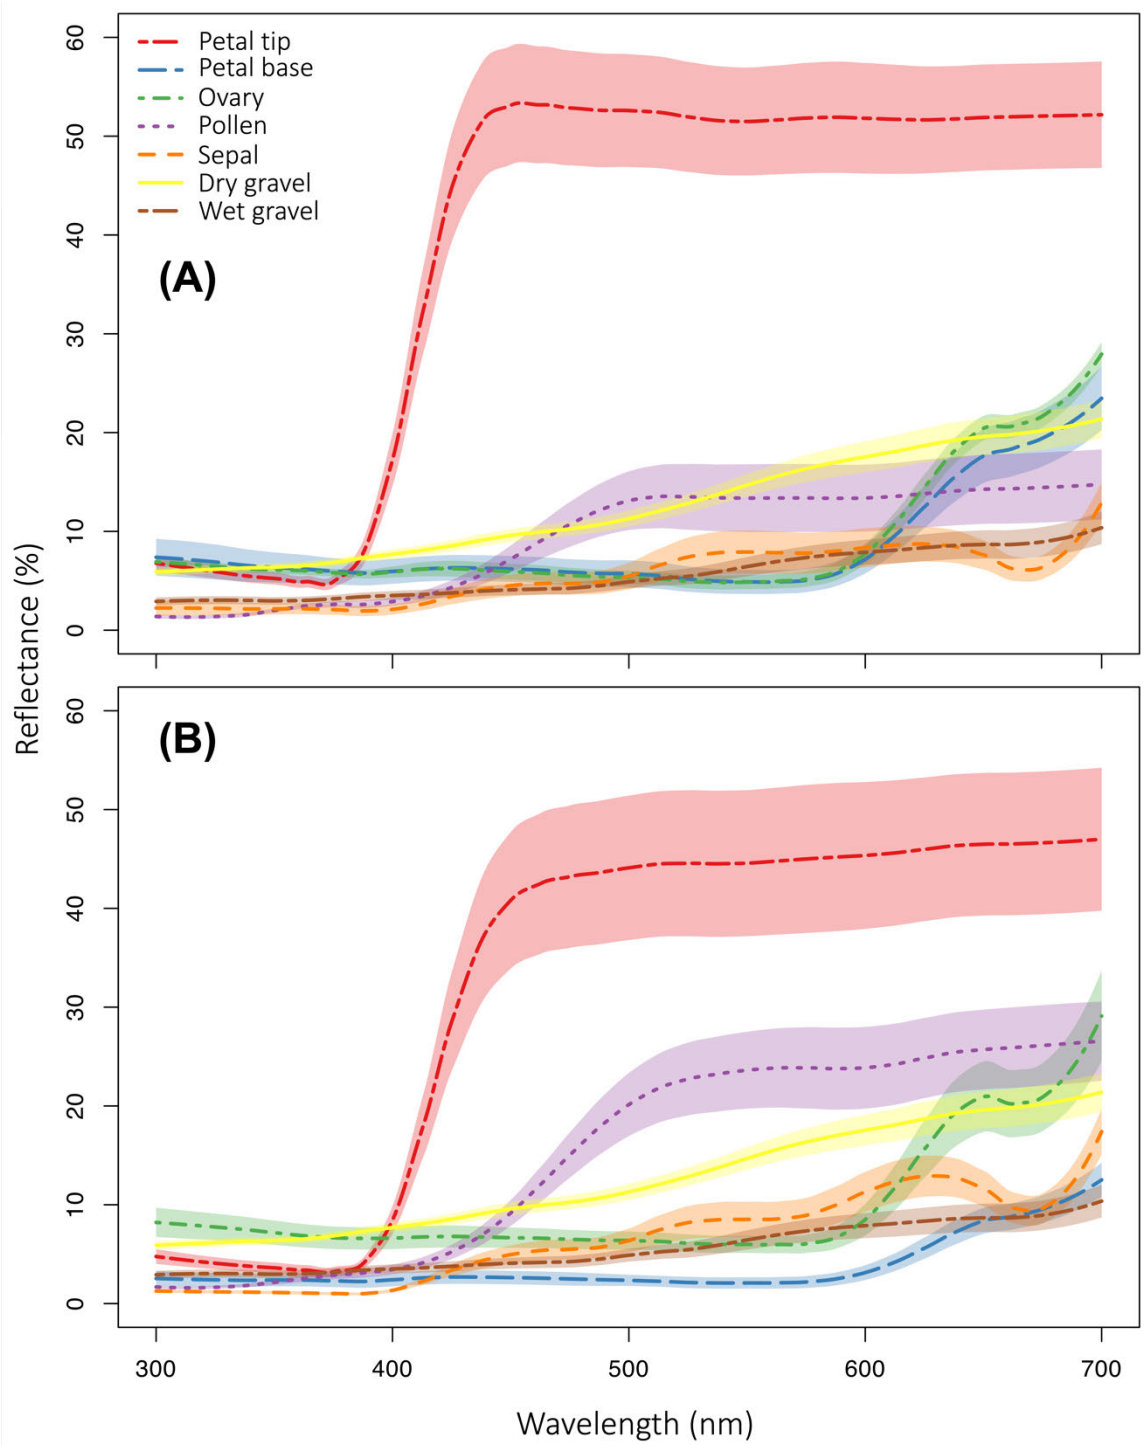 60
50
40
30
20
10
0
Petal tip
Petal base
Ovary
Pollen
Sepal
Dry gravel
Wet gravel
(A)
Reflectance (%)
60
50
40
30
20
10
0
(B)
300 400 500 600 700
Wavelength (nm)